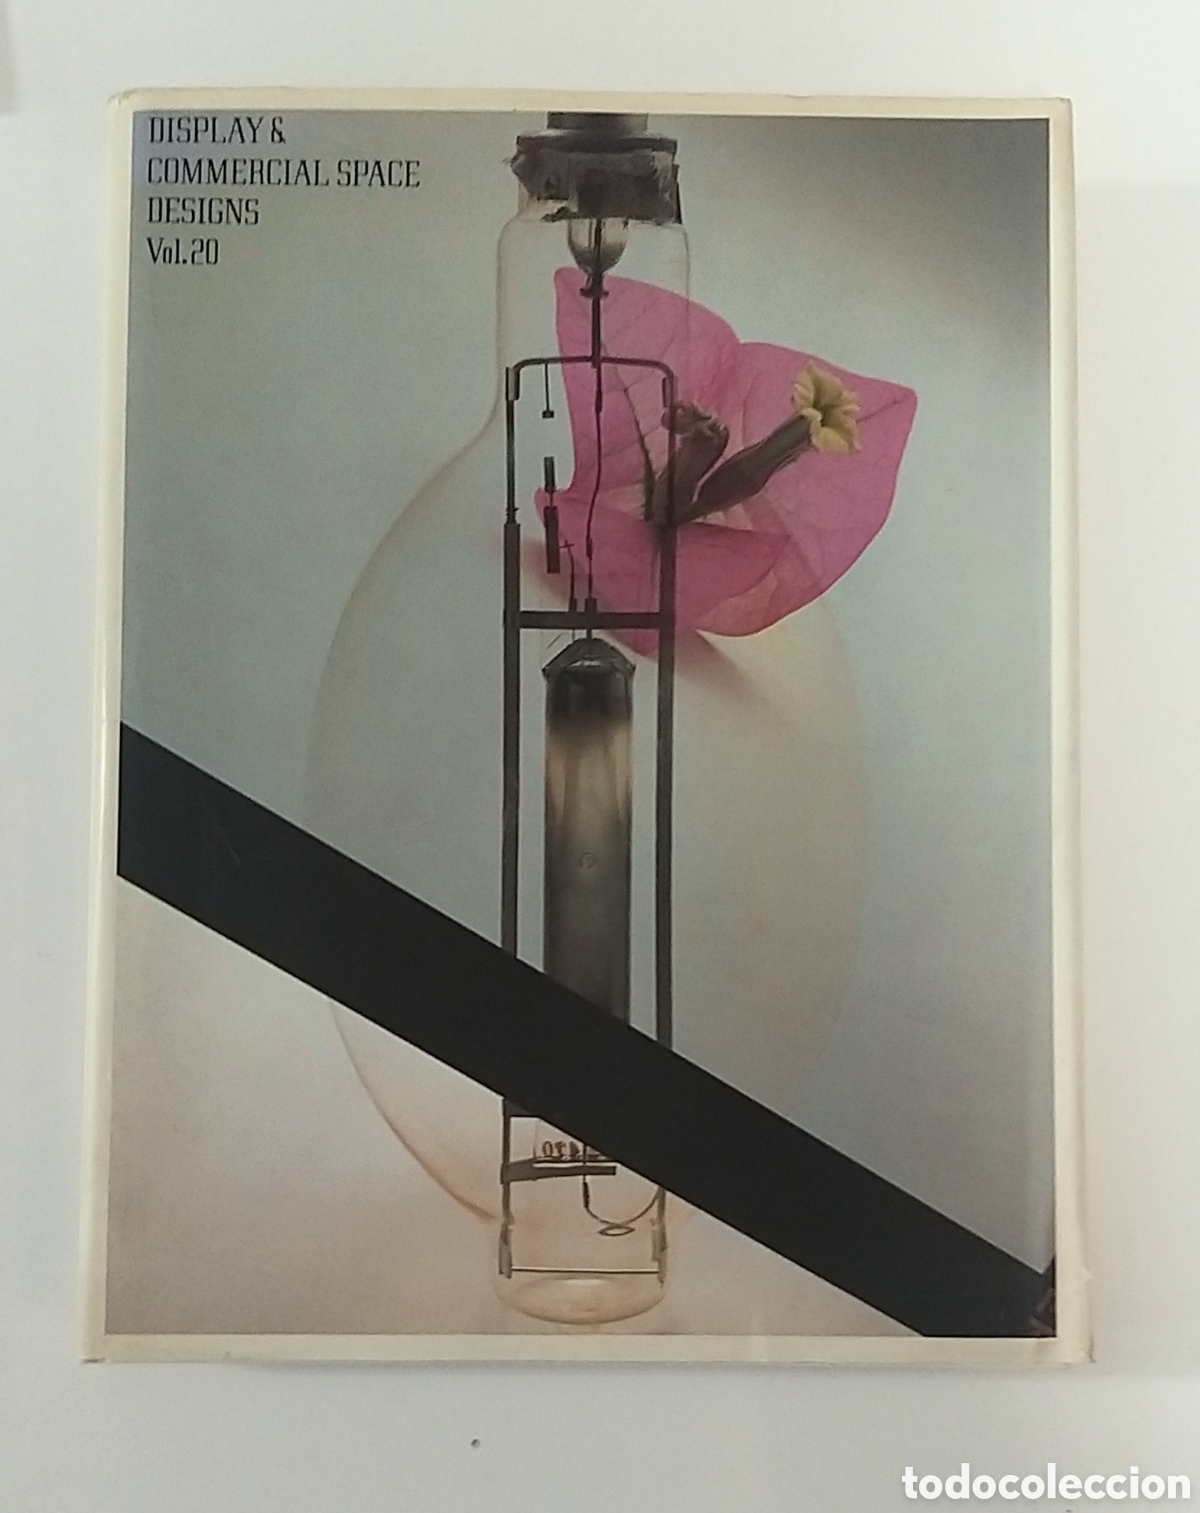 DISPLAY &
COMMERCIAL SPACE
DESIGNS
Vol.20
todocoleccion